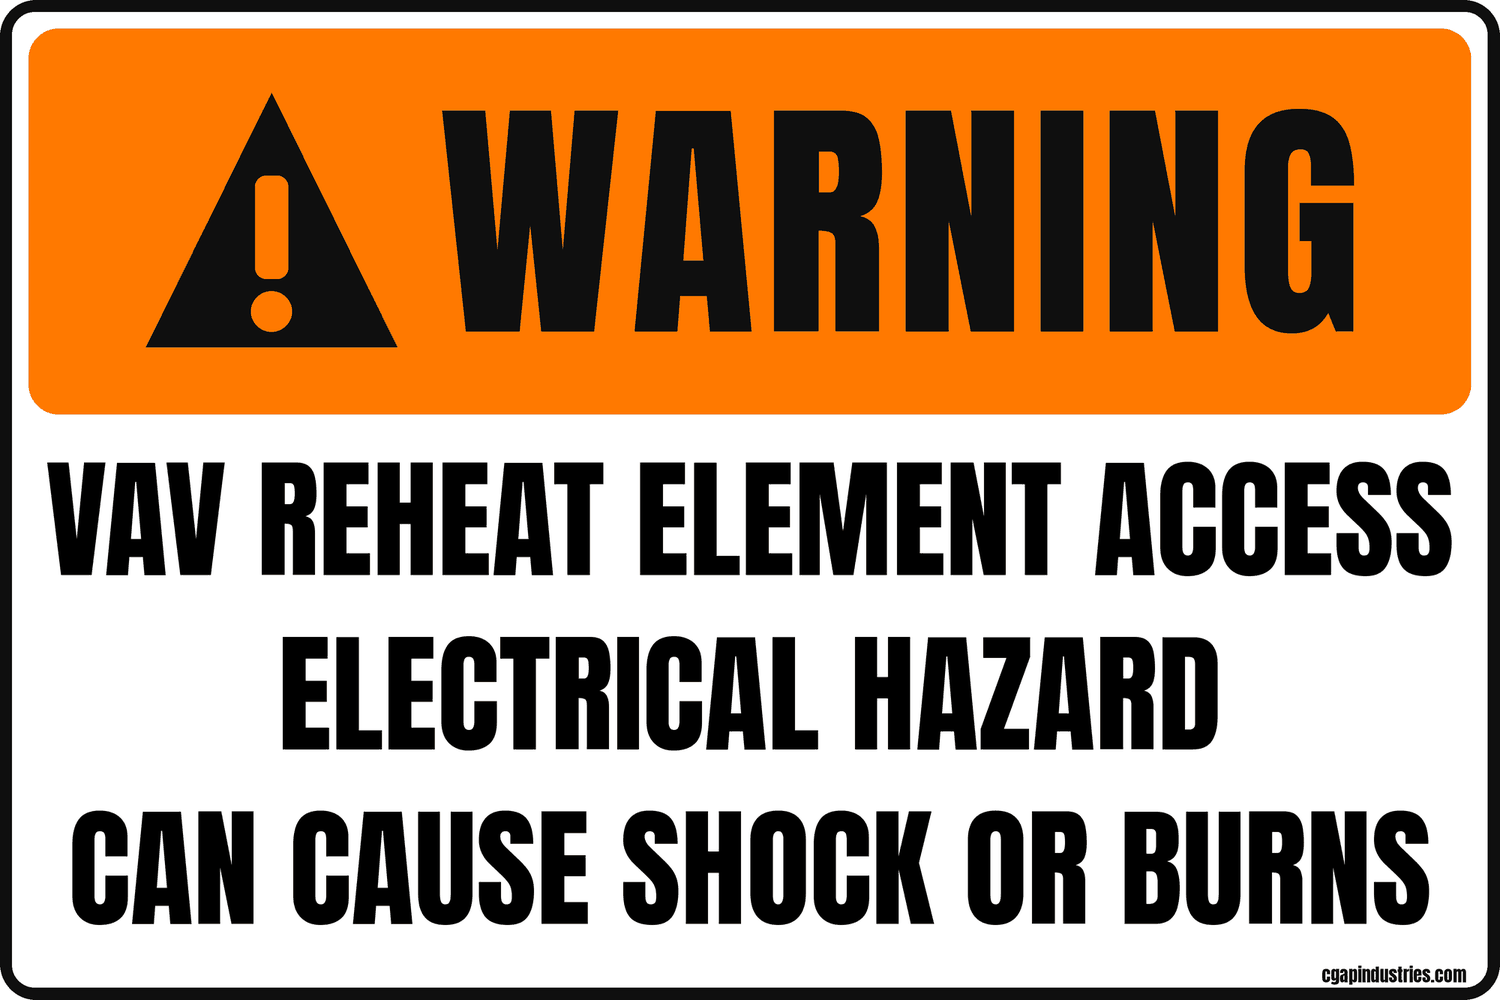 WARNING
VAV REHEAT ELEMENT ACCESS
ELECTRICAL HAZARD
CAN CAUSE SHOCK OR BURNS
cgapindustries.com